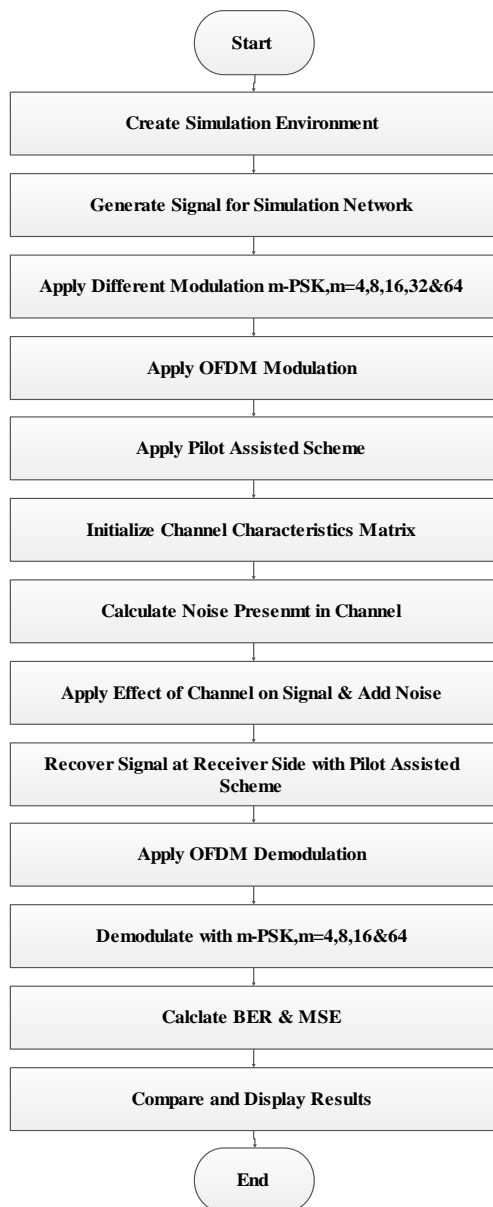 Start
Create Simulation Environment
Generate Signal for Simulation Network
Apply Different Modulation m-PSK,m=4,8,16,32&64
Apply OFDM Modulation
Apply Pilot Assisted Scheme
Initialize Channel Characteristics Matrix
Calculate Noise Presenmt in Channel
Apply Effect of Channel on Signal & Add Noise
Recover Signal at Receiver Side with Pilot Assisted
Scheme
Apply OFDM Demodulation
Demodulate with m-PSK,m=4,8,16&64
Calclate BER & MSE
Compare and Display Results
End